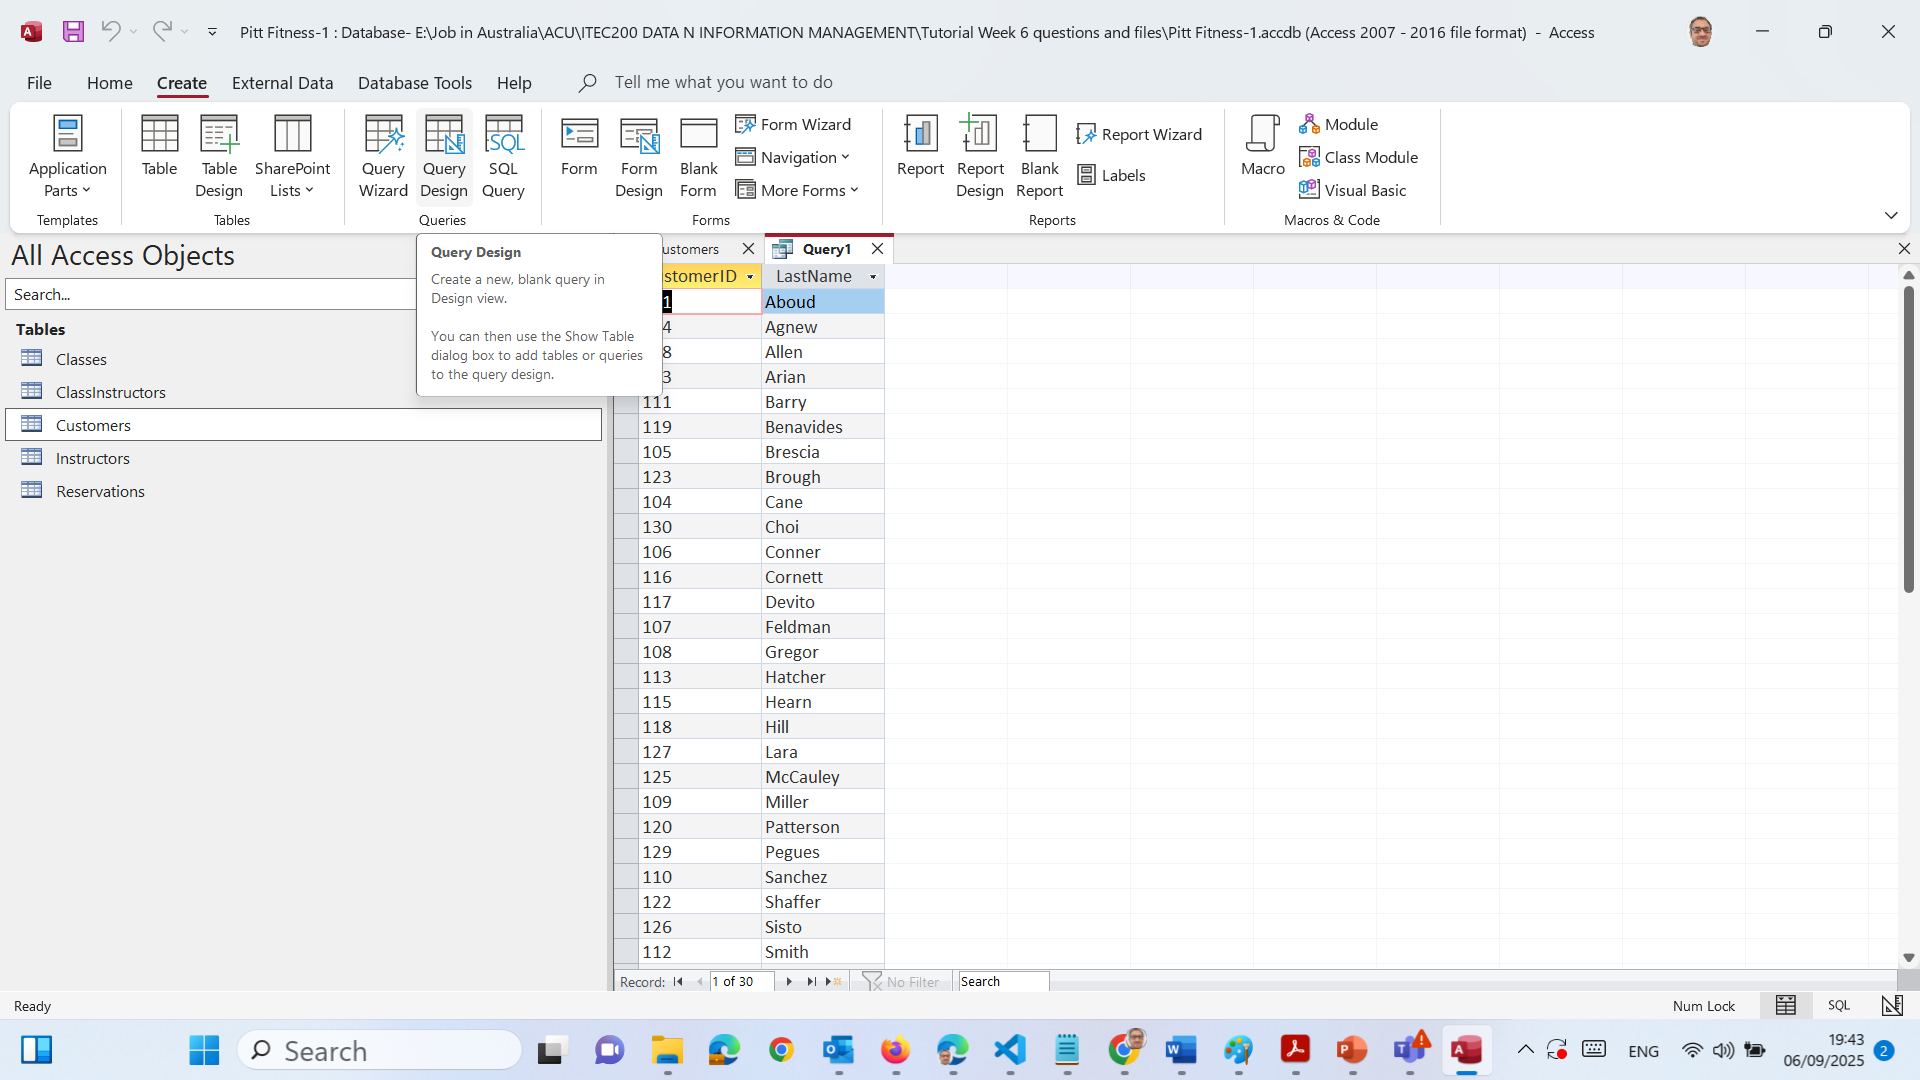 Pitt Fitness-1 : Database- E:\Job in Australia\ACU\ITEC200 DATA N INFORMATION MANAGEMENT\Tutorial Week 6 questions and files\Pitt Fitness-1.accdb (Access 2007 - 2016 file format) - Access
File Home Create External Data Database Tools Help Tell me what you want to do
Application Parts
Table
Table Design
SharePoint Lists
Query Wizard
Query Design
SQL Query
Form
Form Design
Blank Form
Form Wizard
Navigation
More Forms
Report
Report Design
Blank Report
Report Wizard
Labels
Macro
Module
Class Module
Visual Basic
Templates Tables Queries Forms Reports Macros & Code
All Access Objects
Search...
Tables
Classes
ClassInstructors
Customers
Instructors
Reservations
Query Design
Create a new, blank query in
Design view.
You can then use the Show Table
dialog box to add tables or queries
to the query design.
ustomers Query1
stomerID LastName
1 Aboud
4 Agnew
8 Allen
3 Arian
111 Barry
119 Benavides
105 Brescia
123 Brough
104 Cane
130 Choi
106 Conner
116 Cornett
117 Devito
107 Feldman
108 Gregor
113 Hatcher
115 Hearn
118 Hill
127 Lara
125 McCauley
109 Miller
120 Patterson
129 Pegues
110 Sanchez
122 Shaffer
126 Sisto
112 Smith
Record: 1 of 30 No Filter Search
Ready Num Lock SQL
Search
ENG
19:43
06/09/2025
2